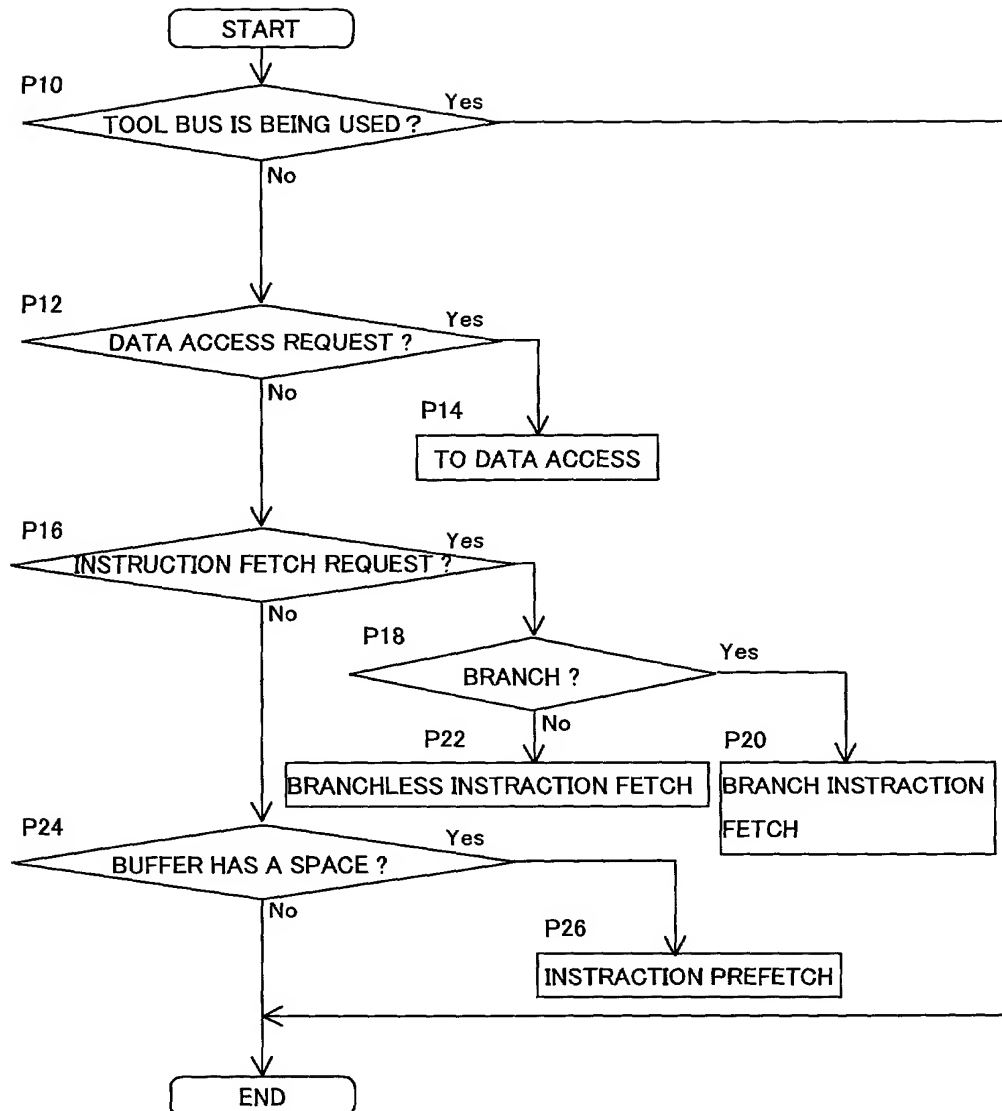 START
P10
TOOL BUS IS BEING USED ?
Yes
No
P12
DATA ACCESS REQUEST ?
Yes
No
P14
TO DATA ACCESS
P16
INSTRUCTION FETCH REQUEST ?
Yes
No
P18
BRANCH ?
Yes
No
P22
BRANCHLESS INSTRACTION FETCH
P20
BRANCH INSTRACTION
FETCH
P24
BUFFER HAS A SPACE ?
Yes
No
P26
INSTRACTION PREFETCH
END